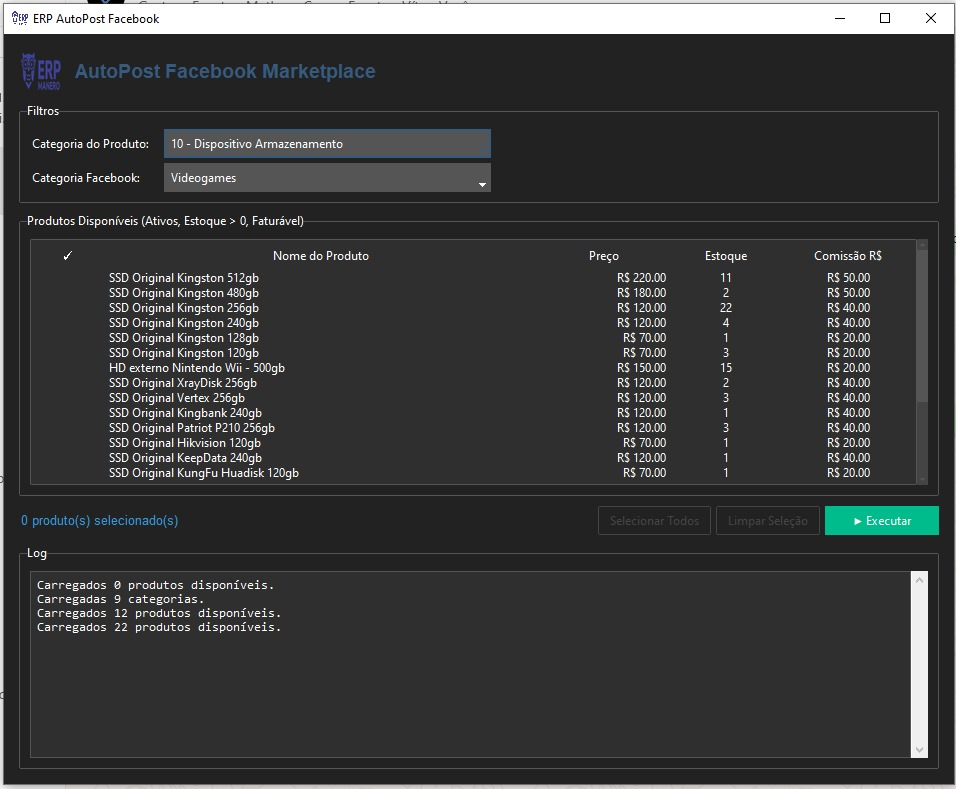 ERP AutoPost Facebook
ERP
MANERO
AutoPost Facebook Marketplace
Filtros
Categoria do Produto: 10 - Dispositivo Armazenamento
Categoria Facebook: Videogames
Produtos Disponíveis (Ativos, Estoque > 0, Faturável)
✓ Nome do Produto Preço Estoque Comissão R$
SSD Original Kingston 512gb R$ 220.00 11 R$ 50.00
SSD Original Kingston 480gb R$ 180.00 2 R$ 50.00
SSD Original Kingston 256gb R$ 120.00 22 R$ 40.00
SSD Original Kingston 240gb R$ 120.00 4 R$ 40.00
SSD Original Kingston 128gb R$ 70.00 1 R$ 20.00
SSD Original Kingston 120gb R$ 70.00 3 R$ 20.00
HD externo Nintendo Wii - 500gb R$ 150.00 15 R$ 20.00
SSD Original XrayDisk 256gb R$ 120.00 2 R$ 40.00
SSD Original Vertex 256gb R$ 120.00 3 R$ 40.00
SSD Original Kingbank 240gb R$ 120.00 1 R$ 40.00
SSD Original Patriot P210 256gb R$ 120.00 3 R$ 40.00
SSD Original Hikvision 120gb R$ 70.00 1 R$ 20.00
SSD Original KeepData 240gb R$ 120.00 1 R$ 40.00
SSD Original KungFu Huadisk 120gb R$ 70.00 1 R$ 20.00
0 produto(s) selecionado(s) Selecionar Todos Limpar Seleção ► Executar
Log
Carregados 0 produtos disponíveis.
Carregadas 9 categorias.
Carregados 12 produtos disponíveis.
Carregados 22 produtos disponíveis.